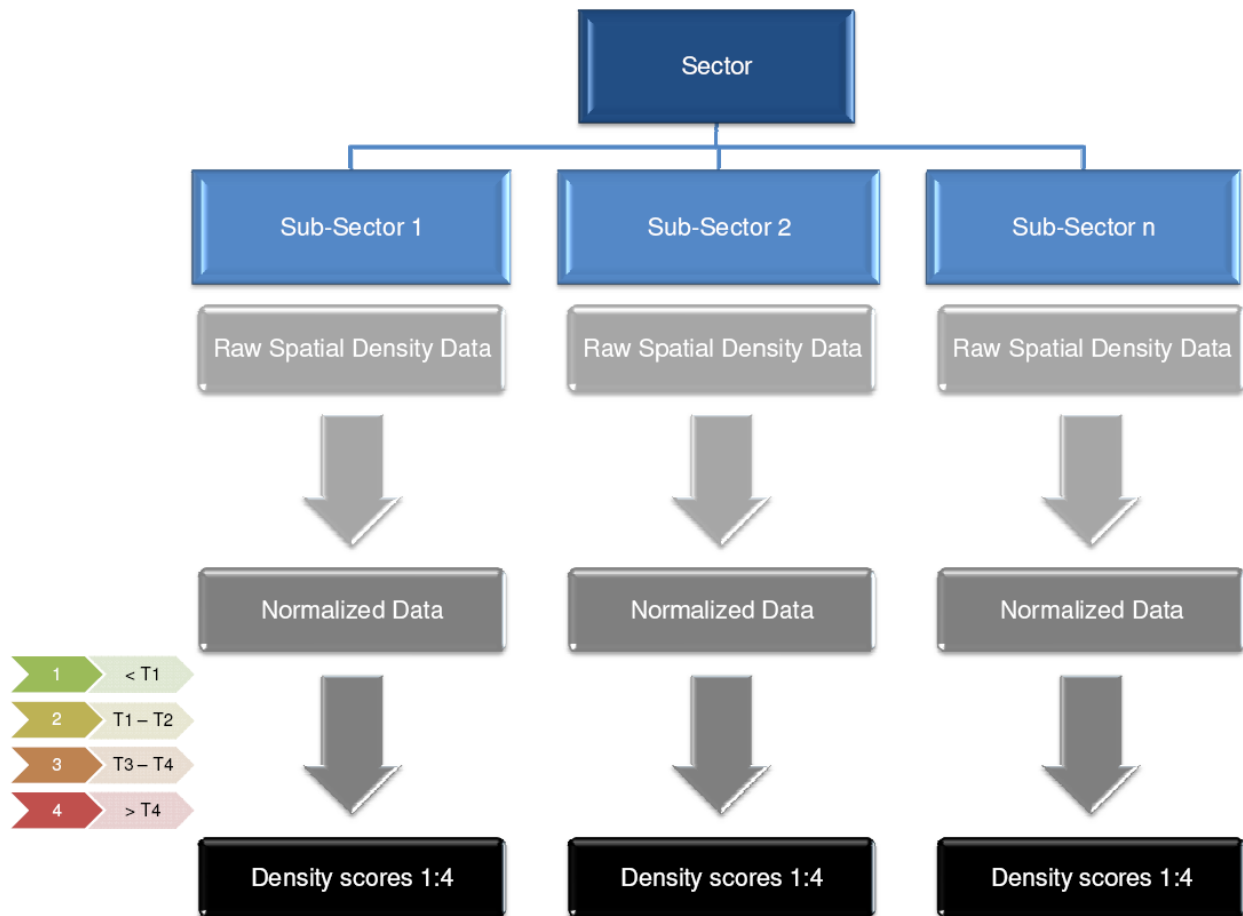 Sector
Sub-Sector 1
Sub-Sector 2
Sub-Sector n
Raw Spatial Density Data
Raw Spatial Density Data
Raw Spatial Density Data
Normalized Data
Normalized Data
Normalized Data
1 < T1
2 T1 – T2
3 T3 – T4
4 > T4
Density scores 1:4
Density scores 1:4
Density scores 1:4